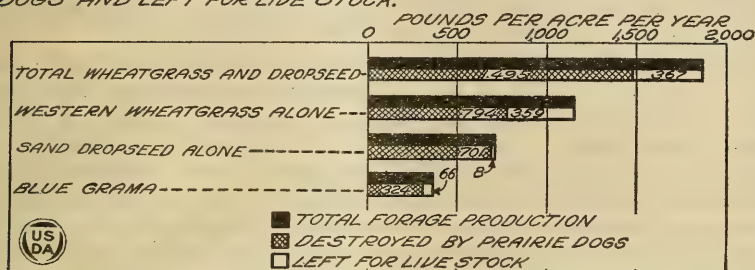 DOGS AND LEFT FOR LIVE STOCK.
POUNDS PER ACRE PER YEAR
0 500 1,000 1,500 2,000
TOTAL WHEATGRASS AND DROPSEED 1,495 367
WESTERN WHEATGRASS ALONE 794 359
SAND DROPSEED ALONE 701 8
BLUE GRAMA 324 66
TOTAL FORAGE PRODUCTION
DESTROYED BY PRAIRIE DOGS
LEFT FOR LIVE STOCK
US
DA